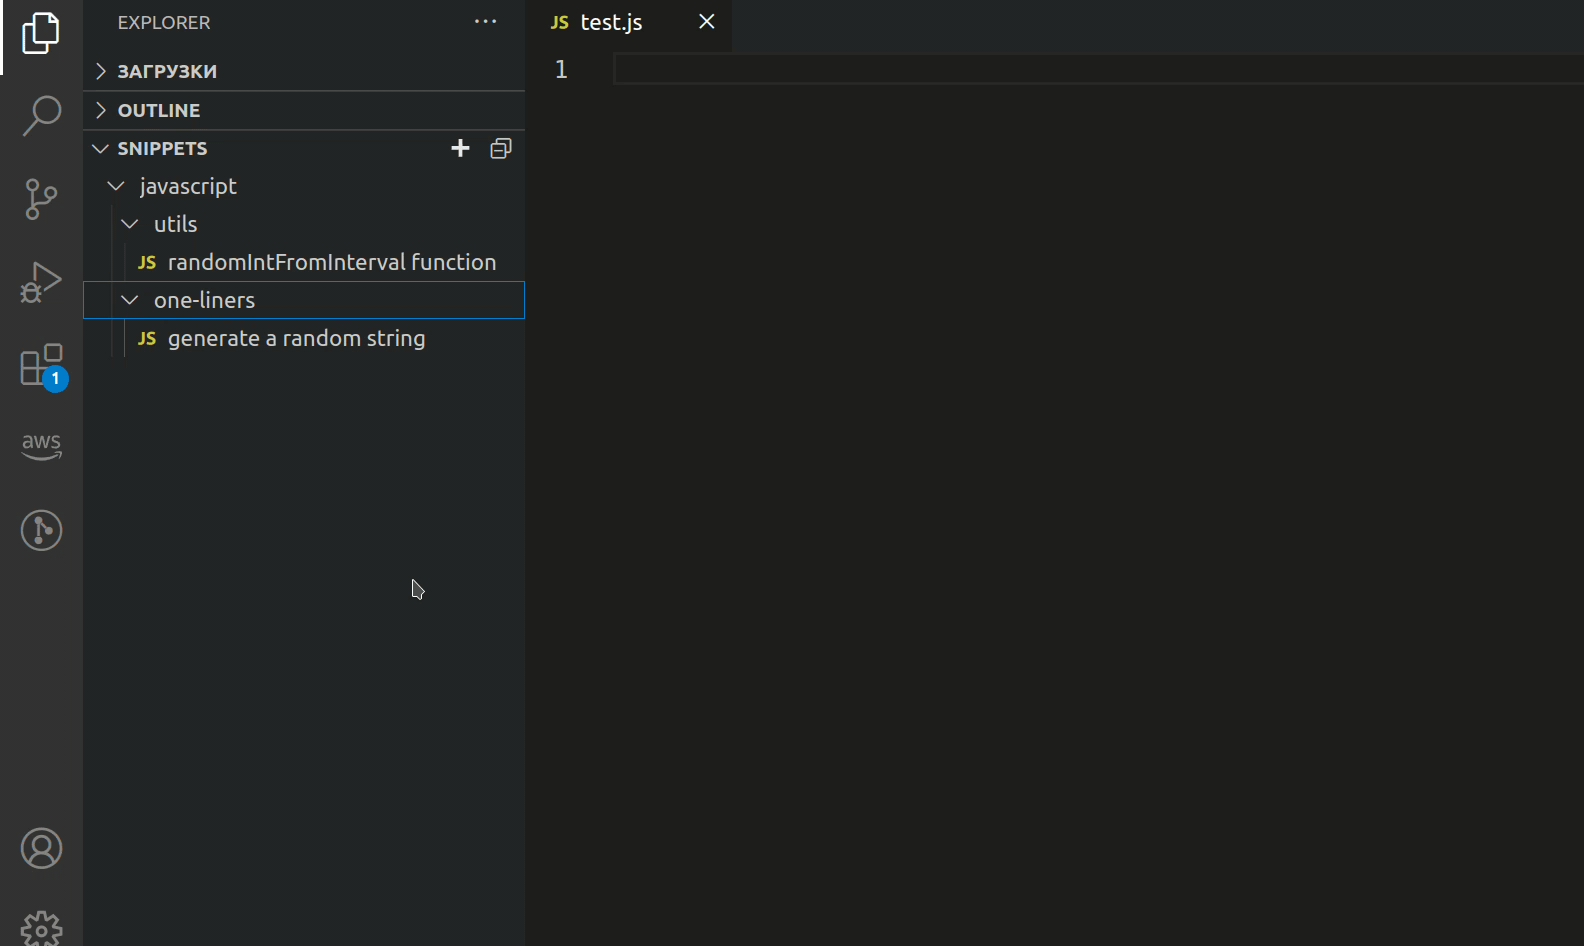 EXPLORER
ЗАГРУЗКИ
OUTLINE
SNIPPETS
javascript
utils
JS randomIntFromInterval function
one-liners
JS generate a random string
1
aws
JS test.js
1